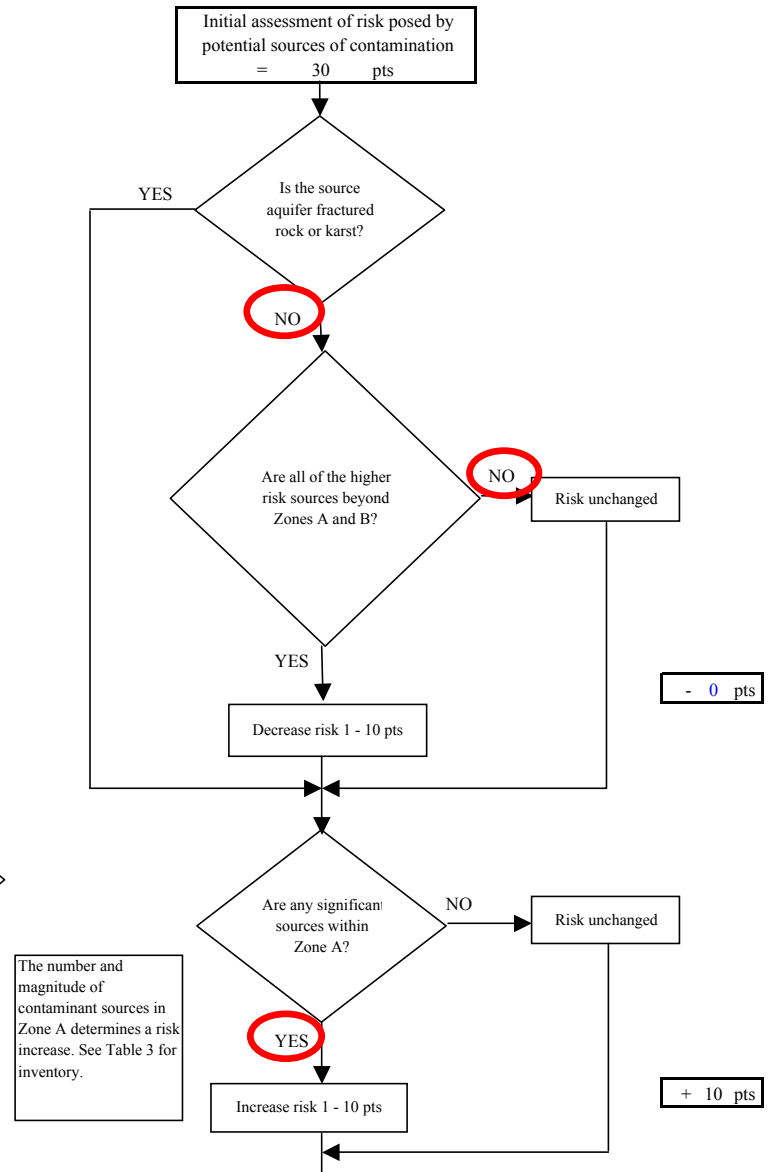 Initial assessment of risk posed by
potential sources of contamination
= 30 pts
YES
Is the source
aquifer fractured
rock or karst?
NO
Are all of the higher
risk sources beyond
Zones A and B?
NO
Risk unchanged
YES
- 0 pts
Decrease risk 1 - 10 pts
Are any significant
sources within
Zone A?
NO
Risk unchanged
The number and
magnitude of
contaminant sources in
Zone A determines a risk
increase. See Table 3 for
inventory.
YES
+ 10 pts
Increase risk 1 - 10 pts